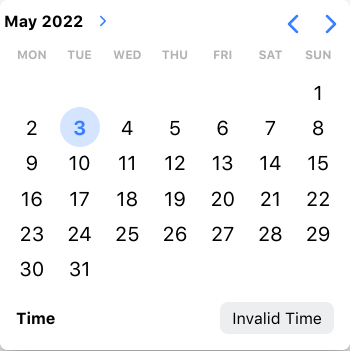 May 2022
MON TUE WED THU FRI SAT SUN
1
2 3 4 5 6 7 8
9 10 11 12 13 14 15
16 17 18 19 20 21 22
23 24 25 26 27 28 29
30 31
Time Invalid Time